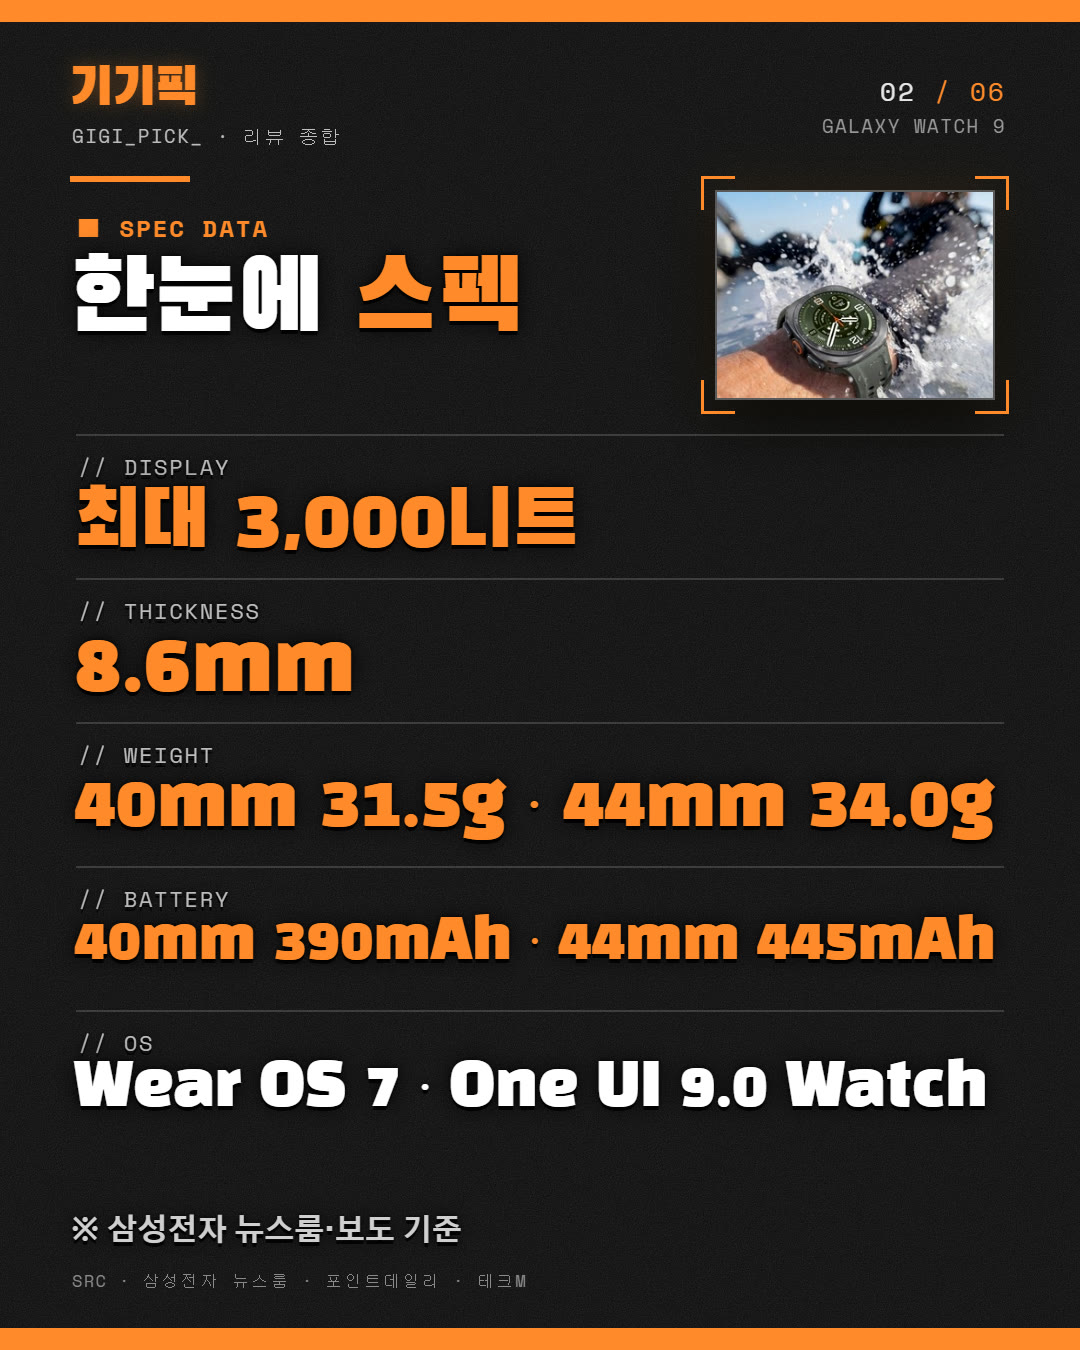 기기픽
GIGI_PICK_ · 리뷰 종합
02 / 06
GALAXY WATCH 9
■ SPEC DATA
한눈에 스펙
// DISPLAY
최대 3,000니트
// THICKNESS
8.6mm
// WEIGHT
40mm 31.5g · 44mm 34.0g
// BATTERY
40mm 390mAh · 44mm 445mAh
// OS
Wear OS 7 · One UI 9.0 Watch
※ 삼성전자 뉴스룸·보도 기준
SRC · 삼성전자 뉴스룸 · 포인트데일리 · 테크M